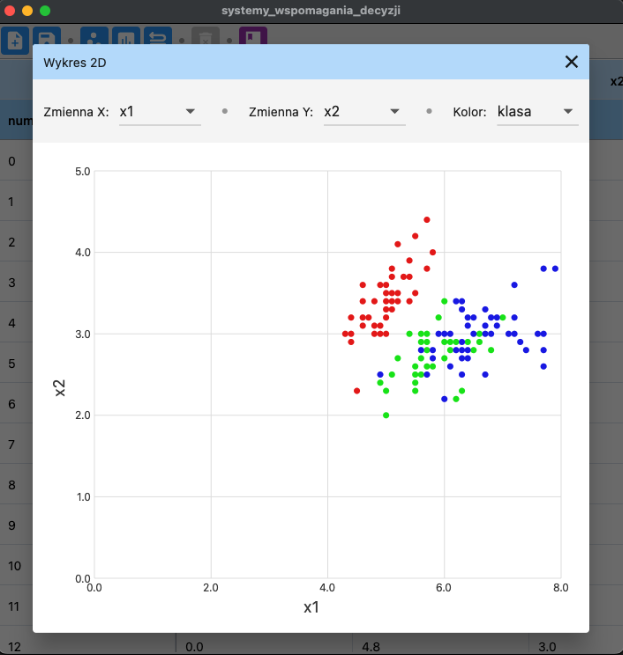 systemy_wspomagania_decyzji
Wykres 2D
x2
Zmienna X: x1 Zmienna Y: x2 Kolor: klasa
num
0
1
2
3
4
5
6
7
8
9
10
11
12 0.0 4.8 3.0
5.0
4.0
3.0
2.0
1.0
0.0
x2
0.0 2.0 4.0 6.0 8.0
x1